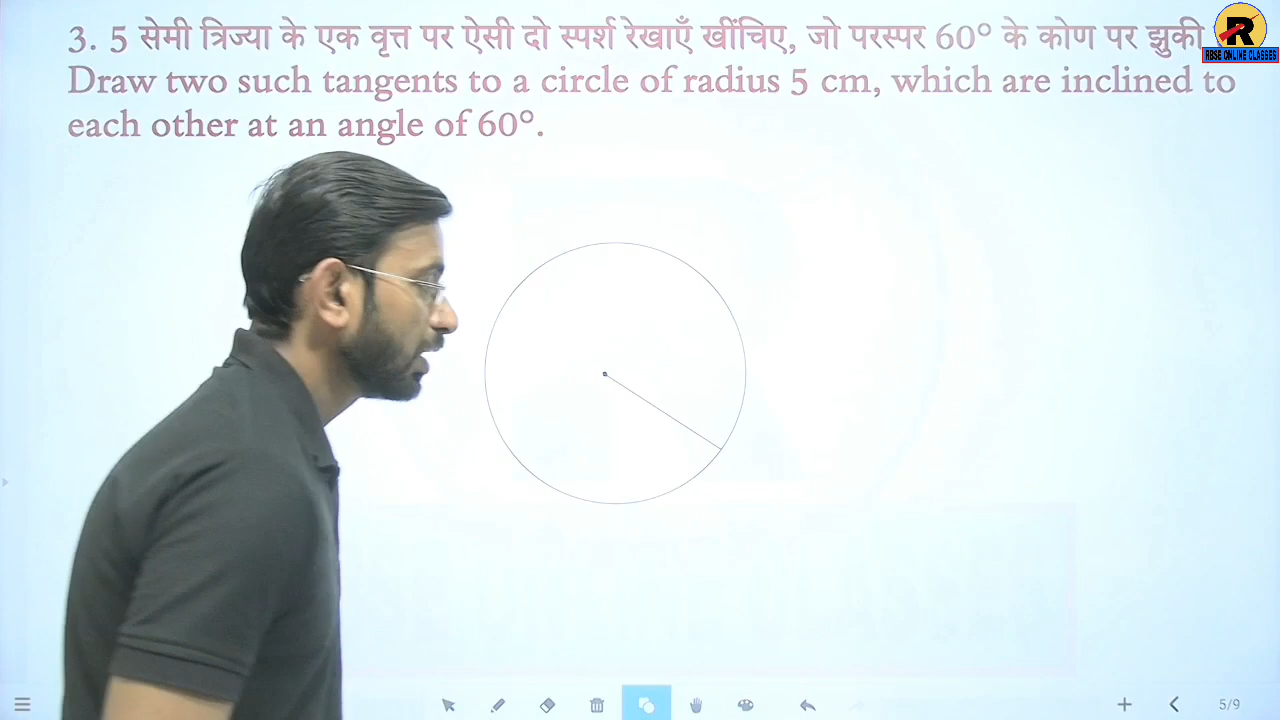 3. 5 सेमी त्रिज्या के एक वृत्त पर ऐसी दो स्पर्श रेखाएँ खींचिए, जो परस्पर 60° के कोण पर झुकी
Draw two such tangents to a circle of radius 5 cm, which are inclined to
each other at an angle of 60°.
R
RBSE ONLINE CLASSES
5/9